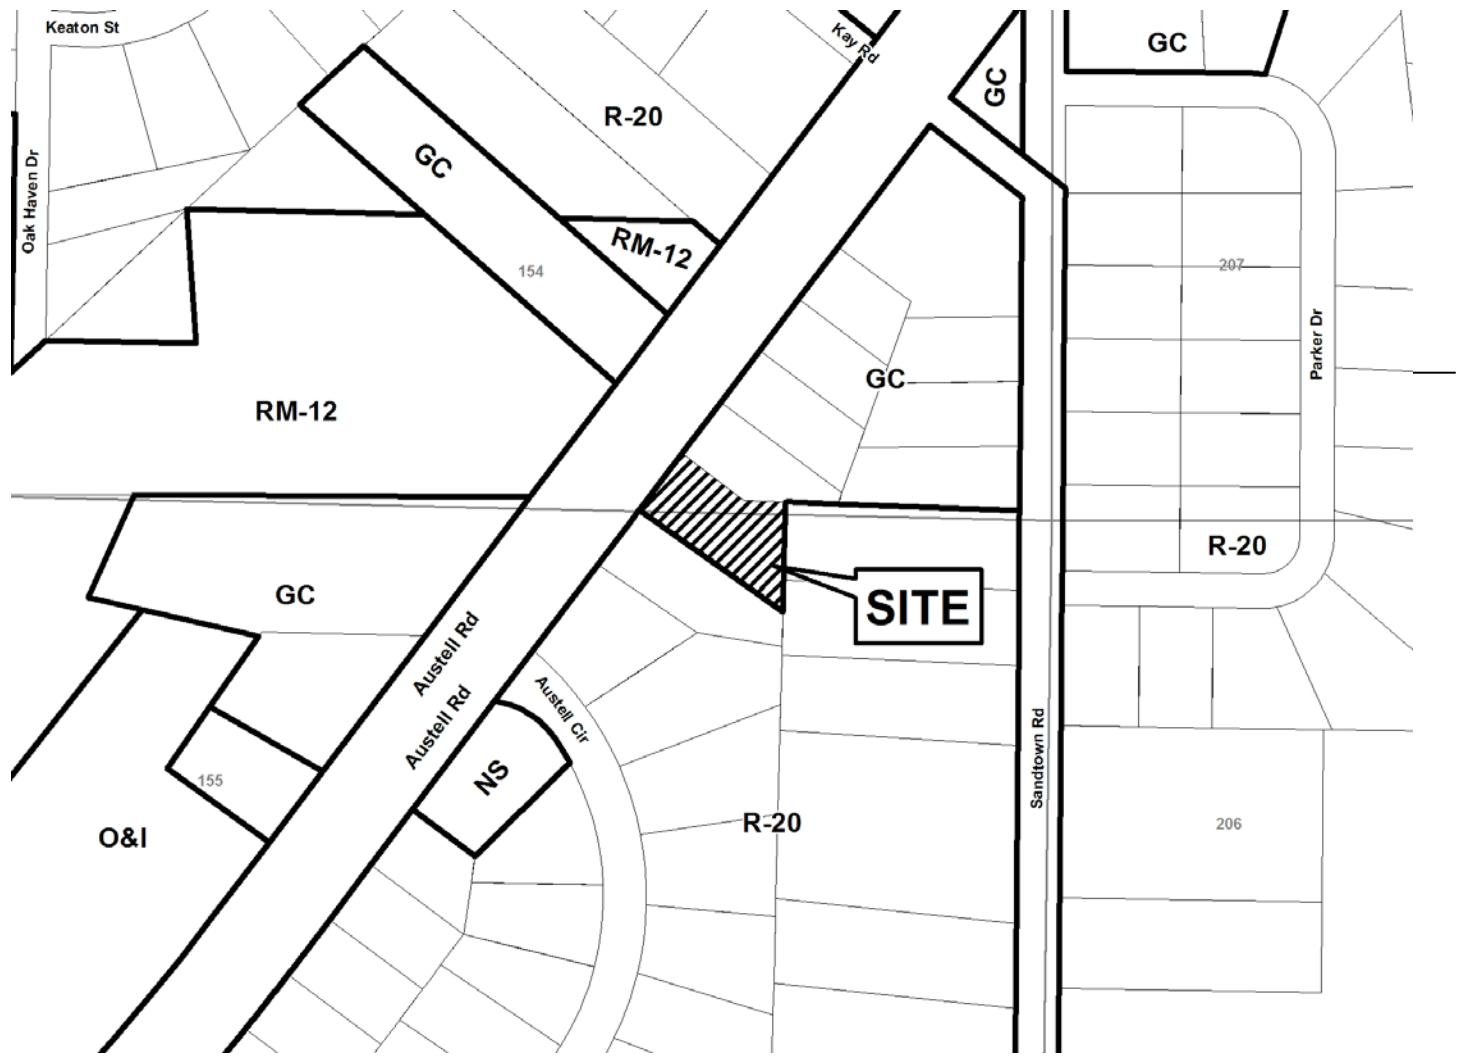 Keaton St
Kay Rd
GC
GC
R-20
GC
Oak Haven Dr
RM-12
154
207
Parker Dr
GC
RM-12
R-20
GC
SITE
Austell Rd
Austell Rd
Austell Cir
NS
Sandtown Rd
155
R-20
206
O&I